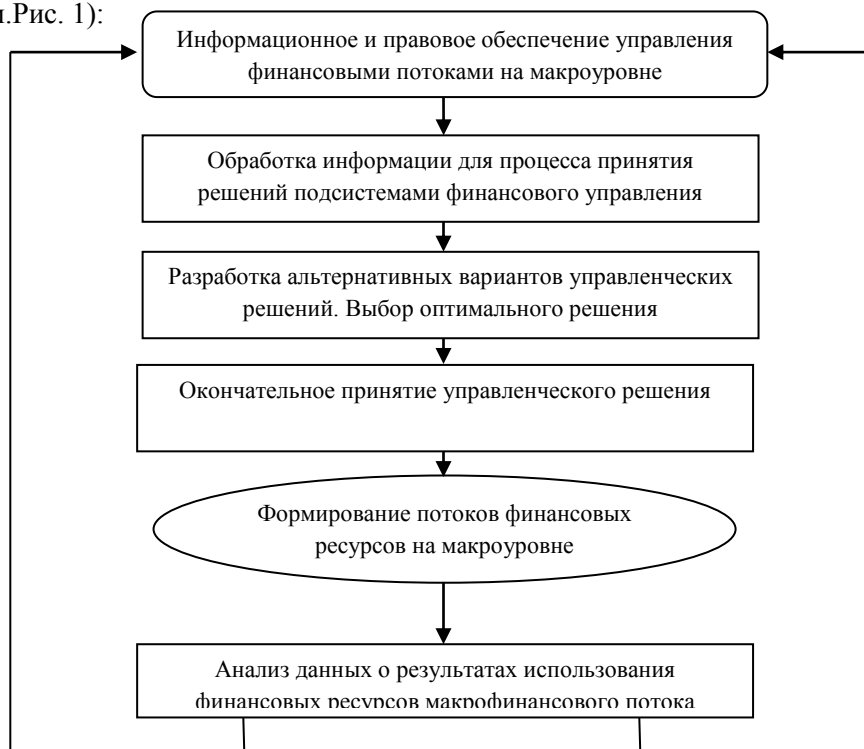 .Рис. 1):
Информационное и правовое обеспечение управления
финансовыми потоками на макроуровне
Обработка информации для процесса принятия
решений подсистемами финансового управления
Разработка альтернативных вариантов управленческих
решений. Выбор оптимального решения
Окончательное принятие управленческого решения
Формирование потоков финансовых
ресурсов на макроуровне
Анализ данных о результатах использования
финансовых ресурсов макрофинансового потока